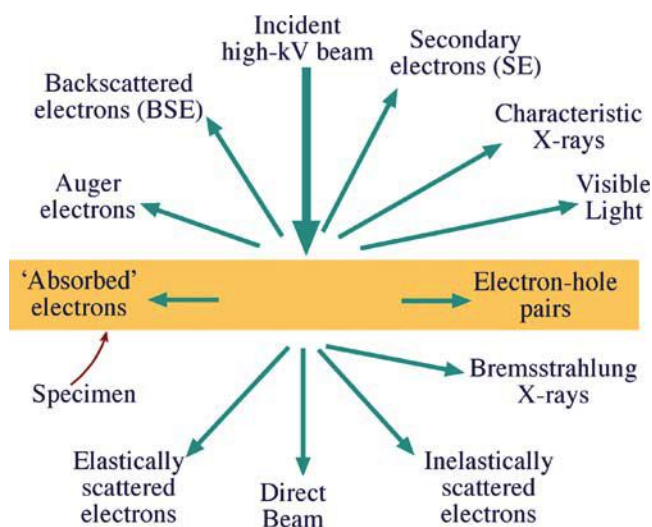 Incident
high-kV beam
Secondary
electrons (SE)
Backscattered
electrons (BSE)
Characteristic
X-rays
Auger
electrons
Visible
Light
‘Absorbed’
electrons
Electron-hole
pairs
Specimen
Bremsstrahlung
X-rays
Elastically
scattered
electrons
Direct
Beam
Inelastically
scattered
electrons